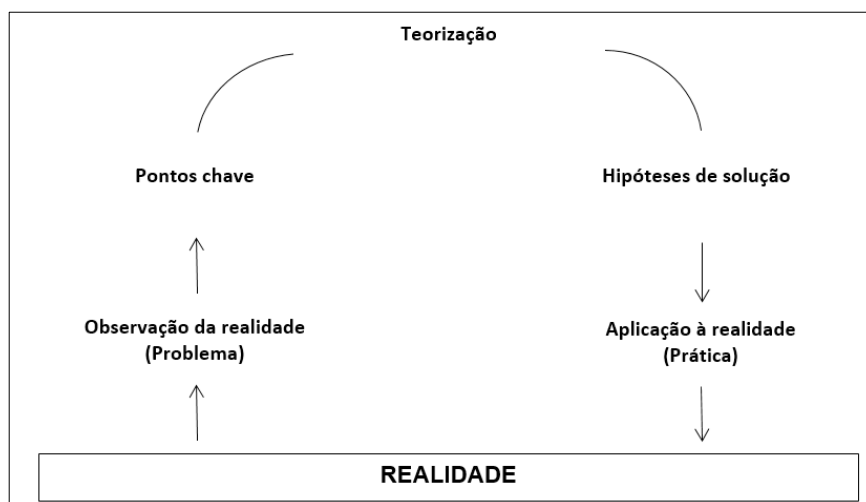 Teorização
Pontos chave
Hipóteses de solução
Observação da realidade
(Problema)
Aplicação à realidade
(Prática)
REALIDADE